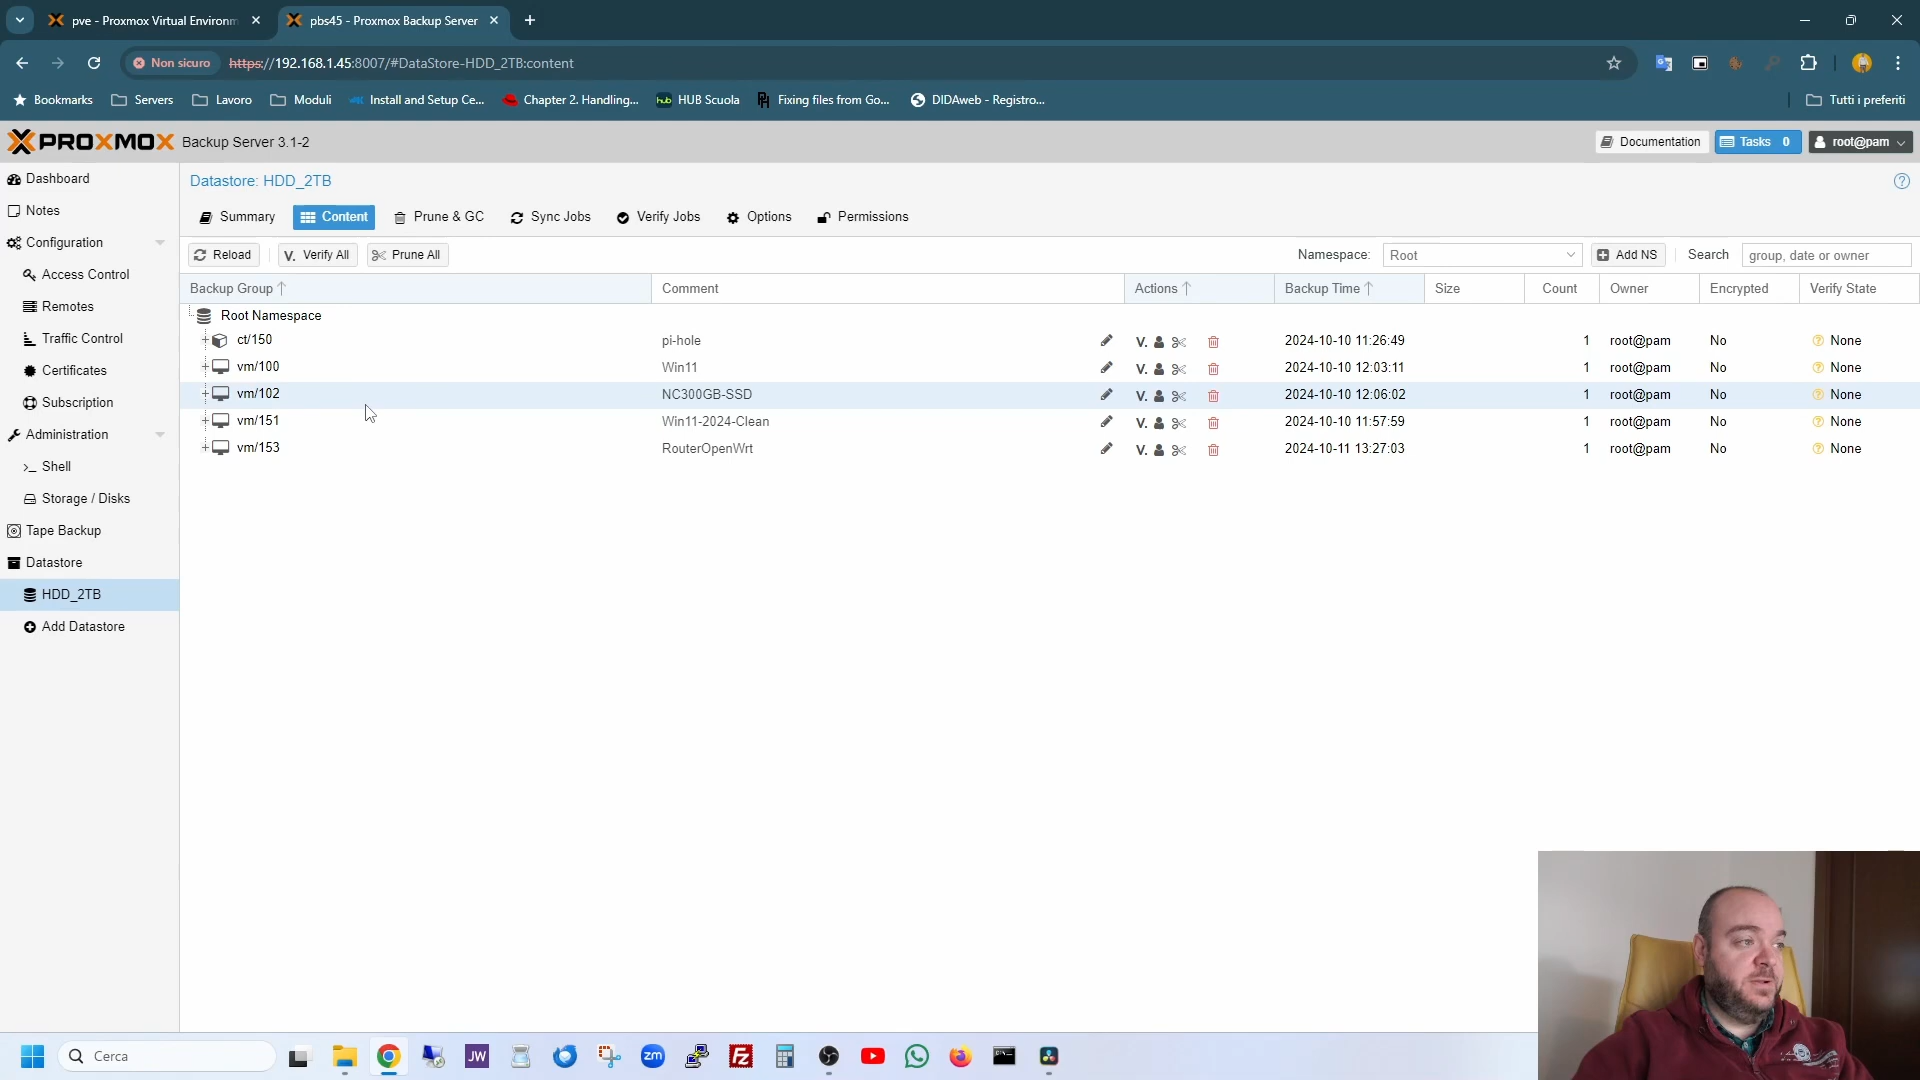 pve - Proxmox Virtual Environm
pbs45 - Proxmox Backup Server
Non sicuro
https://192.168.1.45:8007/#DataStore-HDD_2TB:content
Bookmarks
Servers
Lavoro
Moduli
Install and Setup Ce...
Chapter 2. Handling...
HUB Scuola
Fixing files from Go...
DIDAweb - Registro...
Tutti i preferiti
PROXMOX Backup Server 3.1-2
Documentation
Tasks 0
root@pam
Dashboard
Notes
Configuration
Access Control
Remotes
Traffic Control
Certificates
Subscription
Administration
Shell
Storage / Disks
Tape Backup
Datastore
HDD_2TB
Add Datastore
Datastore: HDD_2TB
Summary Content Prune & GC Sync Jobs Verify Jobs Options Permissions
Reload V. Verify All Prune All Namespace: Root Add NS Search group, date or owner
Backup Group Comment Actions Backup Time Size Count Owner Encrypted Verify State
Root Namespace
ct/150 pi-hole V. 2024-10-10 11:26:49 1 root@pam No None
vm/100 Win11 V. 2024-10-10 12:03:11 1 root@pam No None
vm/102 NC300GB-SSD V. 2024-10-10 12:06:02 1 root@pam No None
vm/151 Win11-2024-Clean V. 2024-10-10 11:57:59 1 root@pam No None
vm/153 RouterOpenWrt V. 2024-10-11 13:27:03 1 root@pam No None
Cerca
JW
zm
FZ